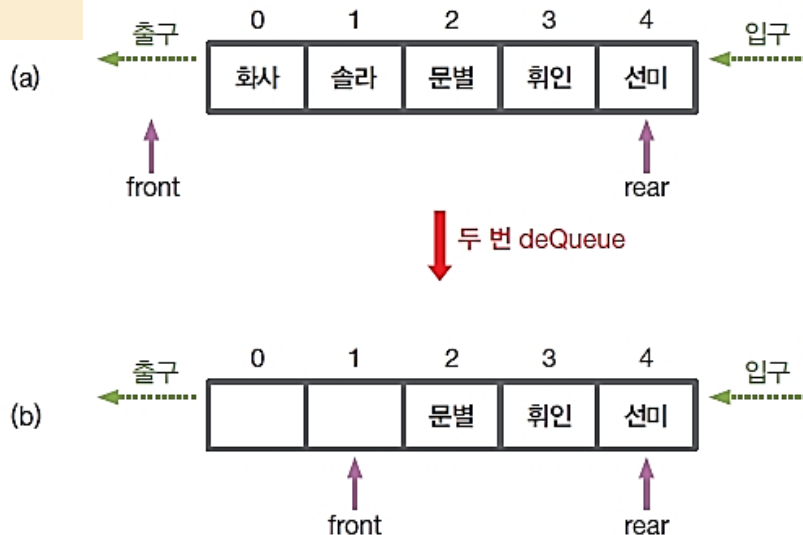 0 1 2 3 4
출구 입구
(a) 화사 솔라 문별 휘인 선미
front rear
두 번 deQueue
0 1 2 3 4
출구 입구
(b) 문별 휘인 선미
front rear